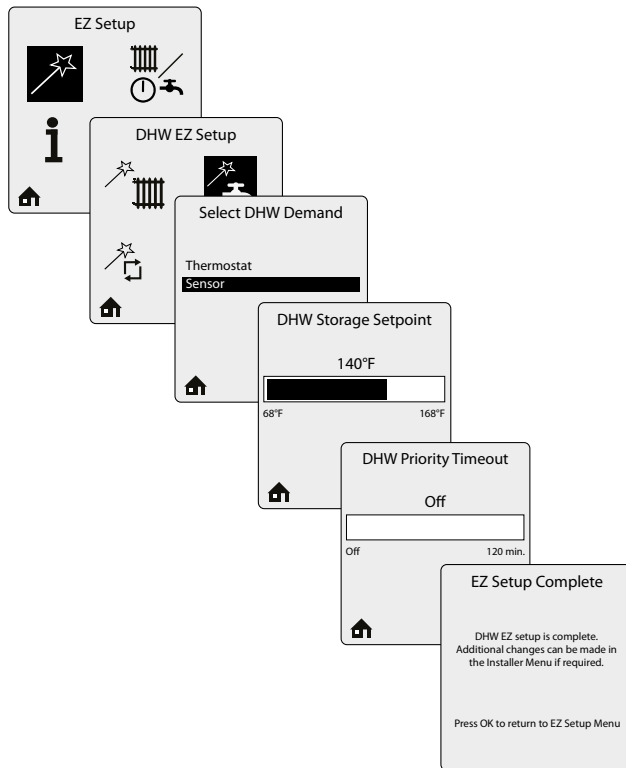 EZ Setup
DHW EZ Setup
Select DHW Demand
Thermostat
Sensor
DHW Storage Setpoint
140°F
68°F 168°F
DHW Priority Timeout
Off
Off 120 min.
EZ Setup Complete
DHW EZ setup is complete.
Additional changes can be made in
the Installer Menu if required.
Press OK to return to EZ Setup Menu